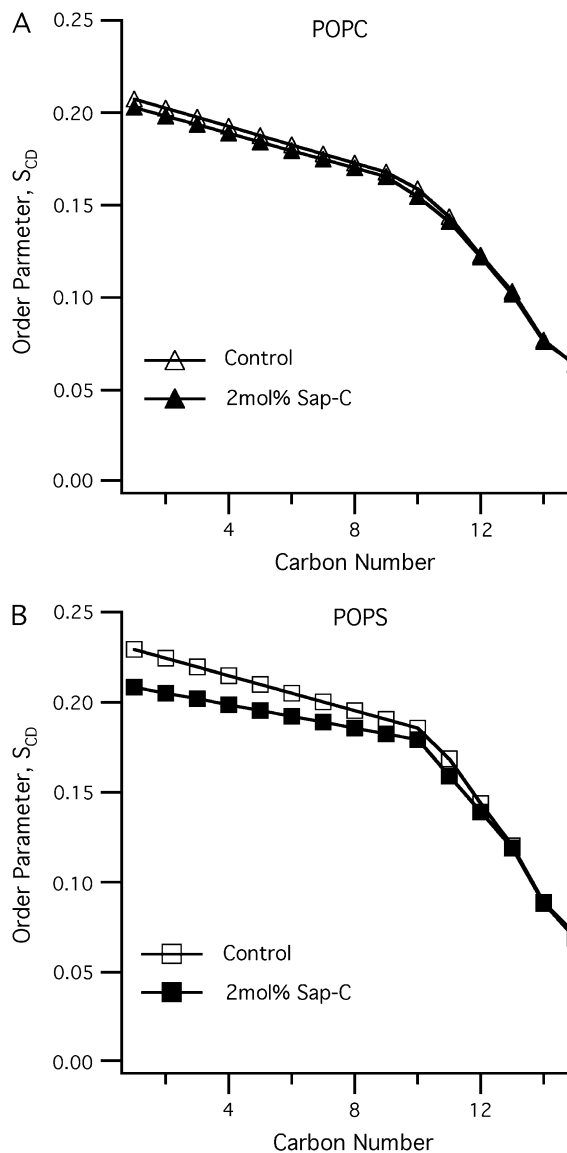 A
POPC
0.25
0.20
0.15
0.10
0.05
0.00
Order Parmeter, SCD
Control
2mol% Sap-C
4 8 12
Carbon Number
B
POPS
0.25
0.20
0.15
0.10
0.05
0.00
Order Parameter, SCD
Control
2mol% Sap-C
4 8 12
Carbon Number